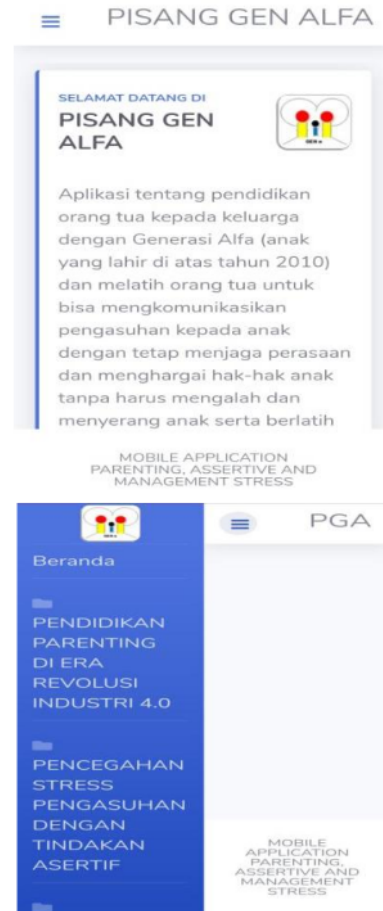 PISANG GEN ALFA
SELAMAT DATANG DI
PISANG GEN
ALFA
Aplikasi tentang pendidikan
orang tua kepada keluarga
dengan Generasi Alfa (anak
yang lahir di atas tahun 2010)
dan melatih orang tua untuk
bisa mengkomunikasikan
pengasuhan kepada anak
dengan tetap menjaga perasaan
dan menghargai hak-hak anak
tanpa harus mengalah dan
menyerang anak serta berlatih
MOBILE APPLICATION
PARENTING, ASSERTIVE AND
MANAGEMENT STRESS
PGA
Beranda
PENDIDIKAN
PARENTING
DI ERA
REVOLUSI
INDUSTRI 4.0
PENCEGAHAN
STRESS
PENGASUHAN
DENGAN
TINDAKAN
ASERTIF
MOBILE
APPLICATION
PARENTING,
ASSERTIVE AND
MANAGEMENT
STRESS